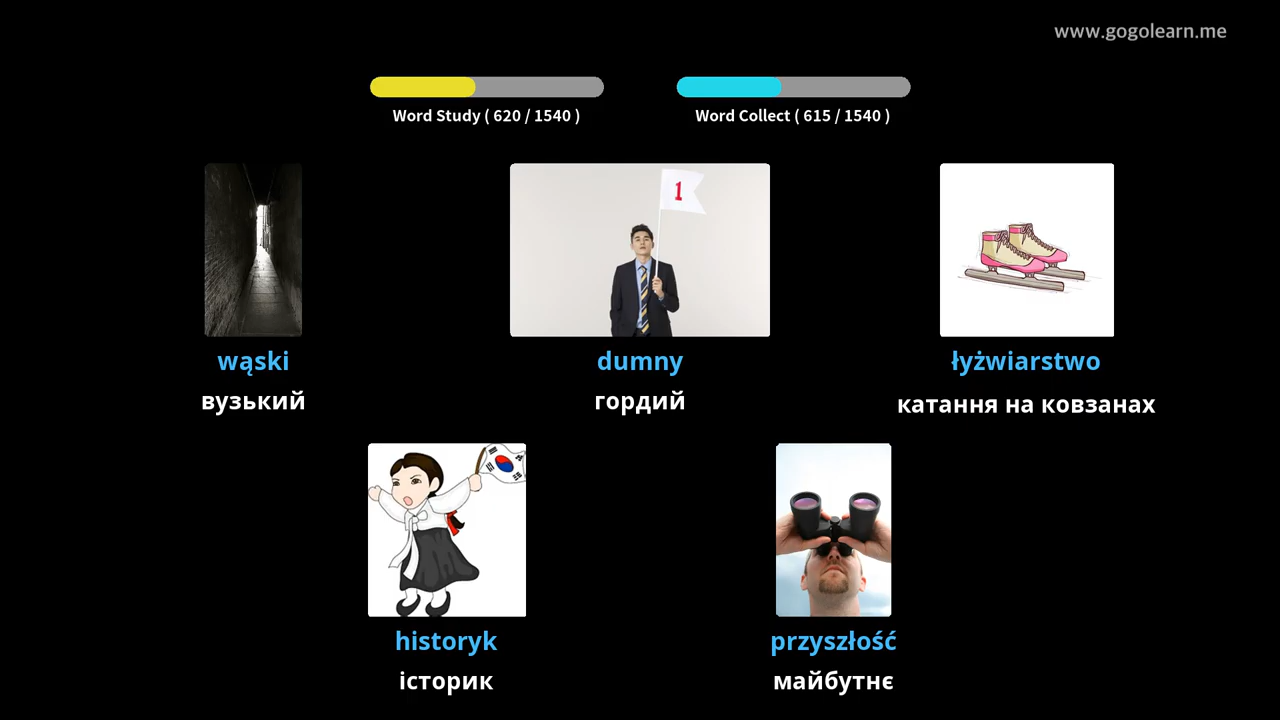 www.gogolearn.me
Word Study ( 620 / 1540 )
Word Collect ( 615 / 1540 )
1
wąski
вузький
dumny
гордий
łyżwiarstwo
катання на ковзанах
historyk
історик
przyszłość
майбутнє